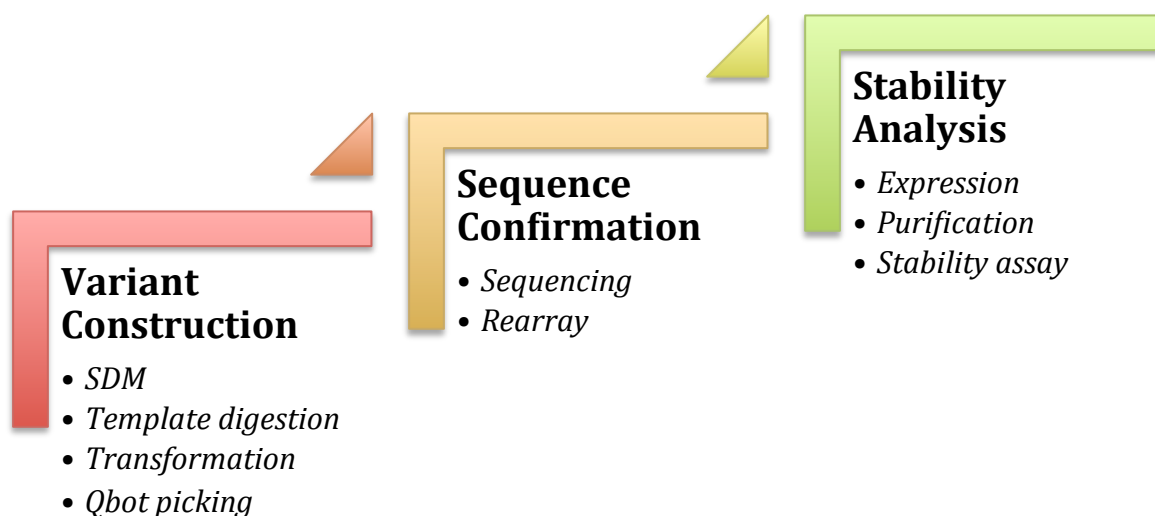 Variant
Construction
• SDM
• Template digestion
• Transformation
• Qbot picking
Sequence
Confirmation
• Sequencing
• Rearray
Stability
Analysis
• Expression
• Purification
• Stability assay